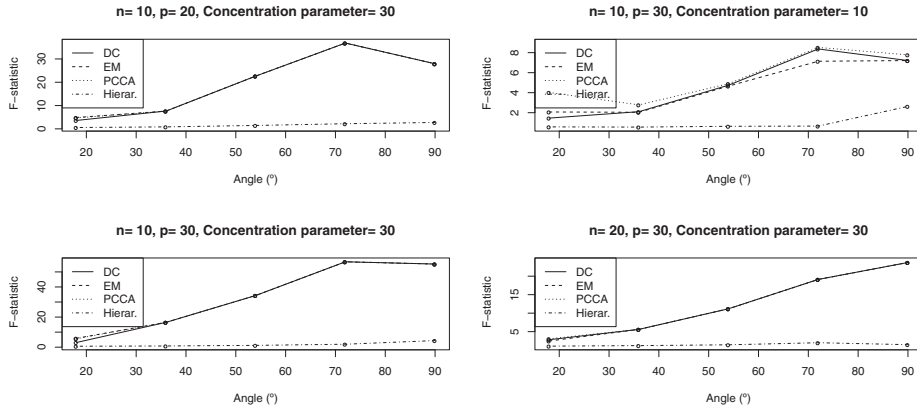 n= 10, p= 20, Concentration parameter= 30
F-statistic
30
20
10
0
DC
EM
PCCA
Hierar.
20 30 40 50 60 70 80 90
Angle (º)
n= 10, p= 30, Concentration parameter= 10
F-statistic
8
6
4
2
DC
EM
PCCA
Hierar.
20 30 40 50 60 70 80 90
Angle (º)
n= 10, p= 30, Concentration parameter= 30
F-statistic
40
20
0
DC
EM
PCCA
Hierar.
20 30 40 50 60 70 80 90
Angle (º)
n= 20, p= 30, Concentration parameter= 30
F-statistic
15
5
DC
EM
PCCA
Hierar.
20 30 40 50 60 70 80 90
Angle (º)